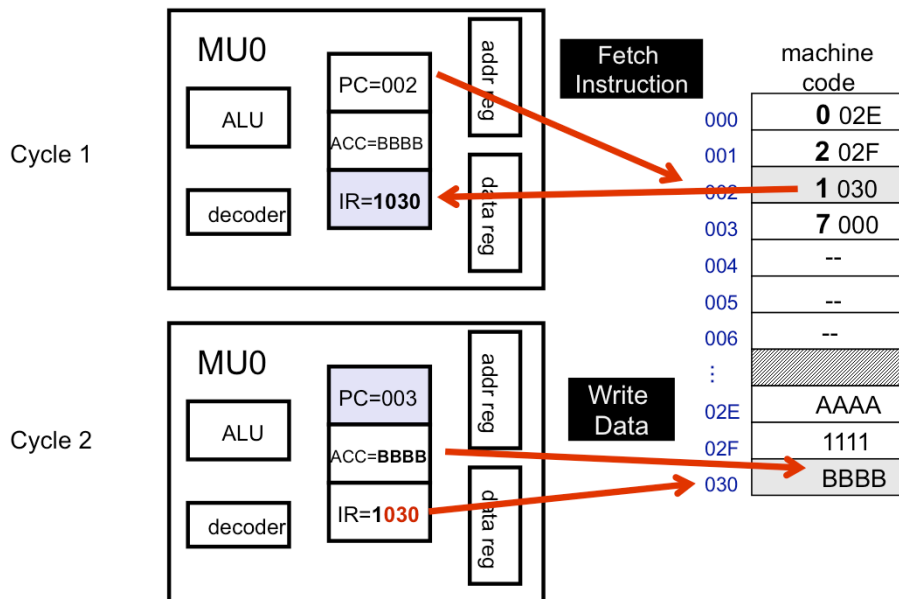 Cycle 1
MU0
ALU
decoder
PC=002
ACC=BBBB
IR=1030
addr reg
data reg
Fetch
Instruction
machine
code
000 0 02E
001 2 02F
002 1 030
003 7 000
004 --
005 --
006 --
...
02E AAAA
02F 1111
030 BBBB
Cycle 2
MU0
ALU
decoder
PC=003
ACC=BBBB
IR=1030
addr reg
data reg
Write
Data